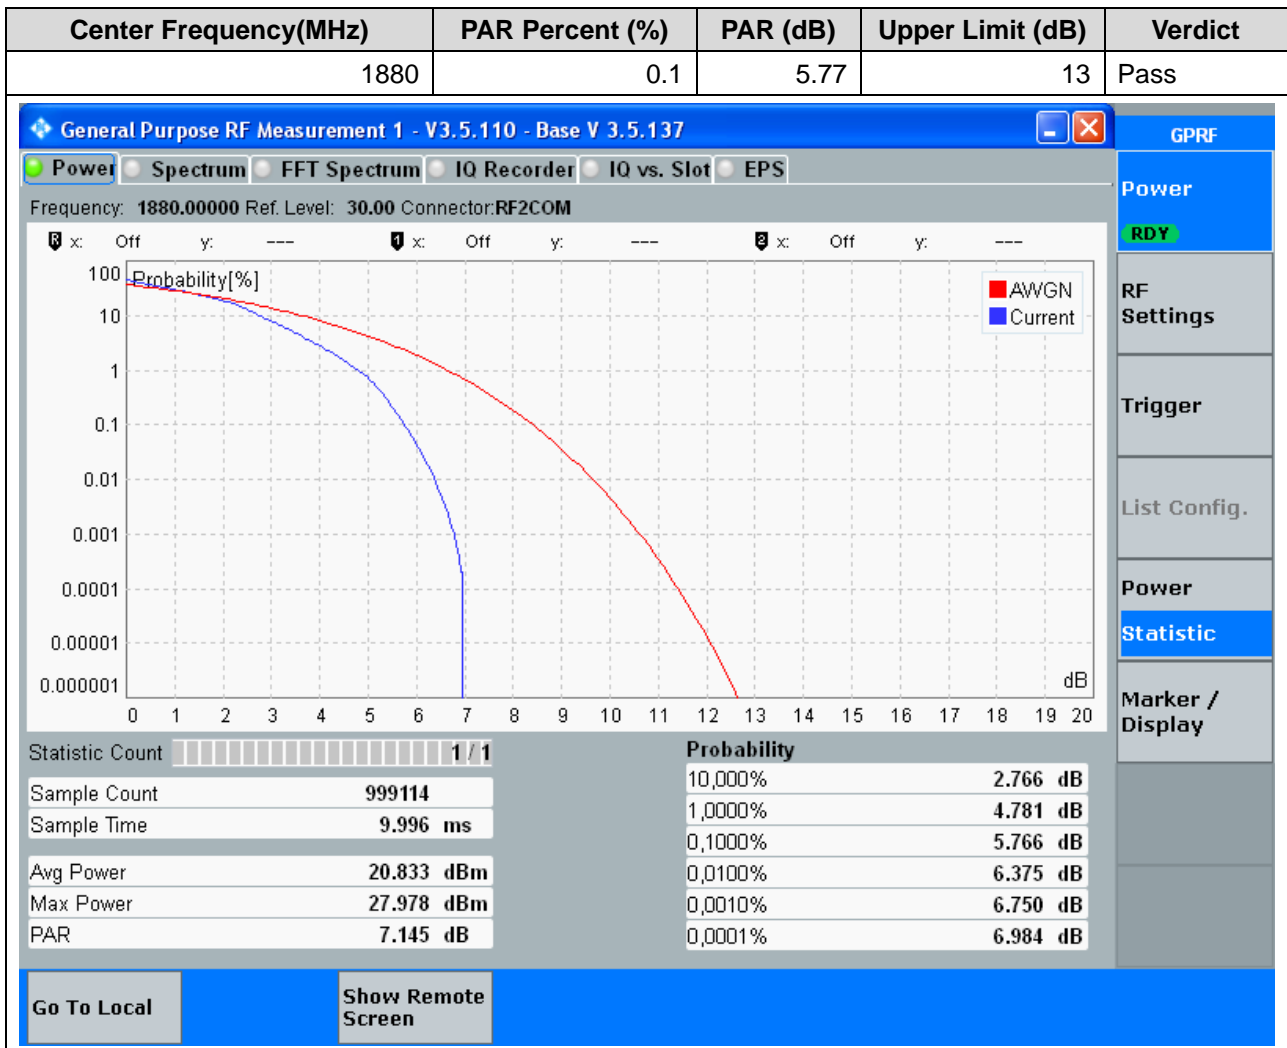 Center Frequency(MHz) PAR Percent (%) PAR (dB) Upper Limit (dB) Verdict
1880 0.1 5.77 13 Pass
General Purpose RF Measurement 1 - V3.5.110 - Base V 3.5.137
GPRF
Power Spectrum FFT Spectrum IQ Recorder IQ vs. Slot EPS
Frequency: 1880.00000 Ref. Level: 30.00 Connector:RF2COM
R x: Off y: --- 1 x: Off y: --- 2 x: Off y: ---
Probability[%]
AWGN
Current
100
10
1
0.1
0.01
0.001
0.0001
0.00001
0.000001
dB
0 1 2 3 4 5 6 7 8 9 10 11 12 13 14 15 16 17 18 19 20
Statistic Count 1 / 1
Sample Count 999114
Sample Time 9.996 ms
Avg Power 20.833 dBm
Max Power 27.978 dBm
PAR 7.145 dB
Probability
10,000% 2.766 dB
1,0000% 4.781 dB
0,1000% 5.766 dB
0,0100% 6.375 dB
0,0010% 6.750 dB
0,0001% 6.984 dB
Power
RDY
RF
Settings
Trigger
List Config.
Power
Statistic
Marker /
Display
Go To Local
Show Remote
Screen